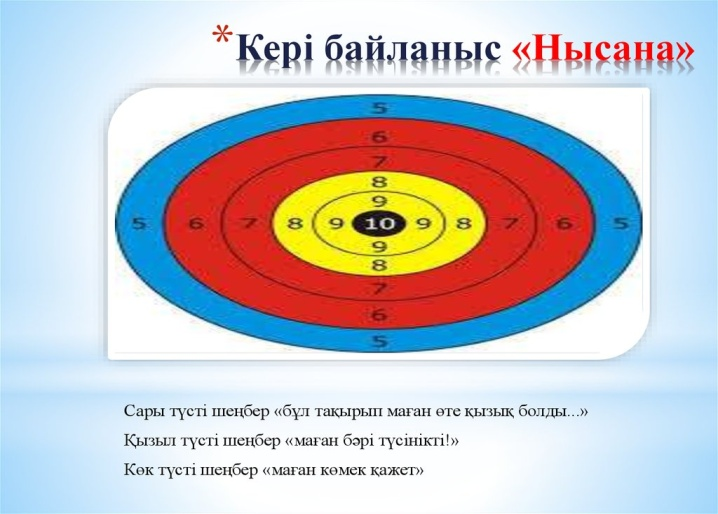 *Кері байланыс «Нысана»
5
6
7
8
9
5 6 7 8 9 10 9 8 7 6 5
9
8
7
6
5
Сары түсті шеңбер «бұл тақырып маған өте қызық болды...»
Қызыл түсті шеңбер «маған бәрі түсінікті!»
Көк түсті шеңбер «маған көмек қажет»